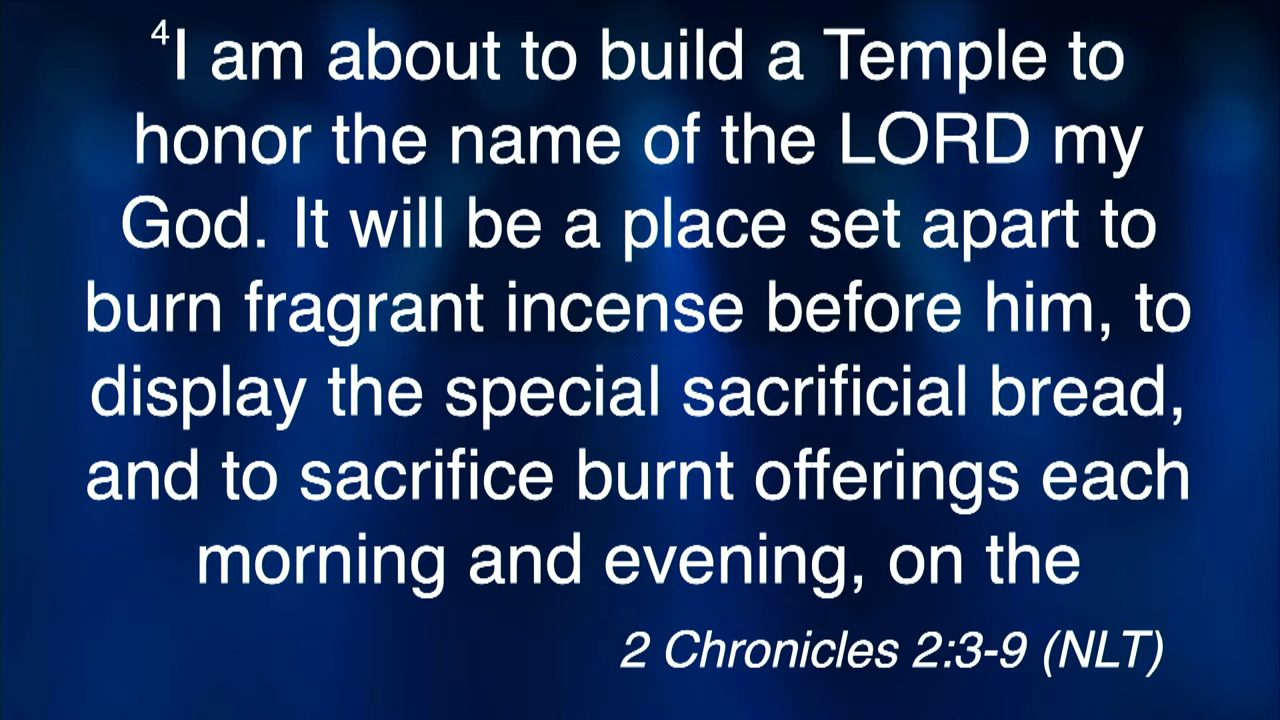 ⁴I am about to build a Temple to
honor the name of the LORD my
God. It will be a place set apart to
burn fragrant incense before him, to
display the special sacrificial bread,
and to sacrifice burnt offerings each
morning and evening, on the
2 Chronicles 2:3-9 (NLT)